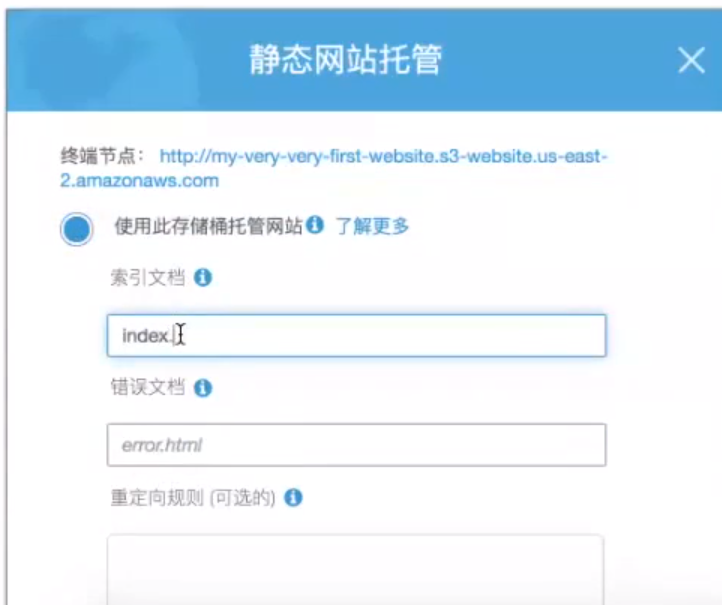 静态网站托管
终端节点： http://my-very-very-first-website.s3-website.us-east-
2.amazonaws.com
使用此存储桶托管网站 了解更多
索引文档
index.
错误文档
error.html
重定向规则 (可选的)